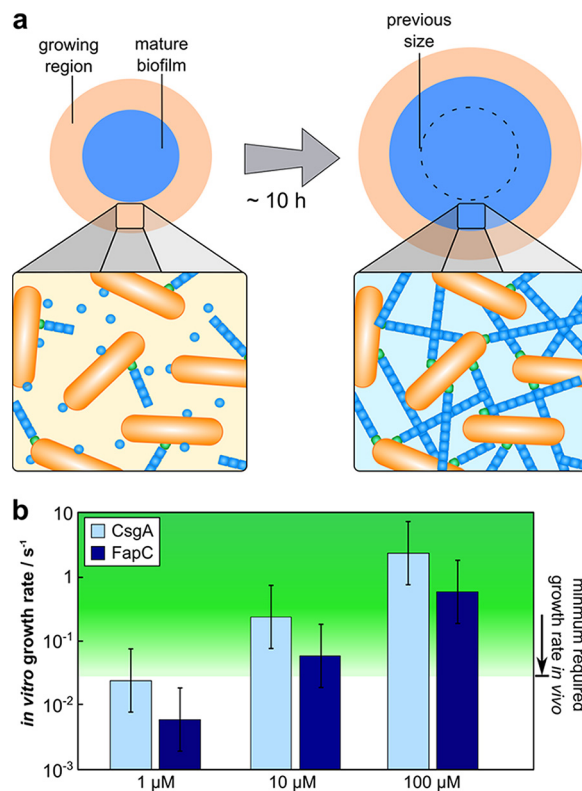 a
growing
region
mature
biofilm
previous
size
~ 10 h
b
in vitro growth rate / s⁻¹
10
1
10⁻¹
10⁻²
10⁻³
CsgA
FapC
1 µM
10 µM
100 µM
minimum required
growth rate in vivo